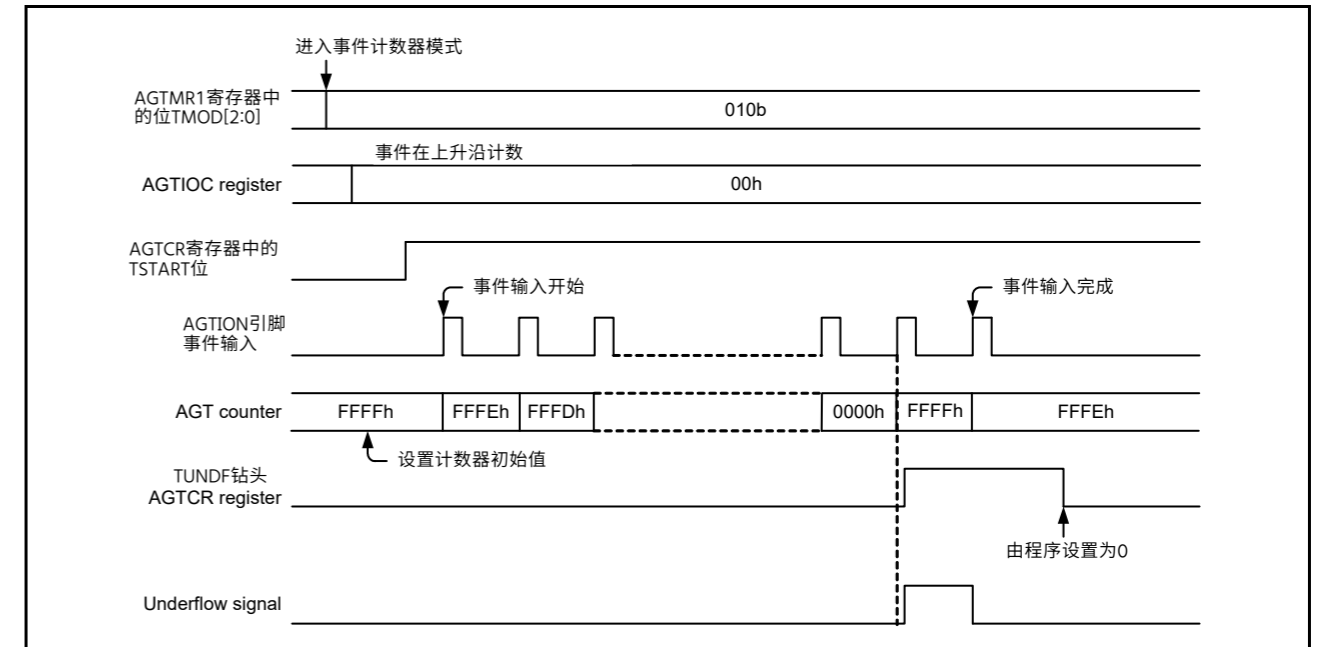 进入事件计数器模式
AGTMR1寄存器中
的位TMOD[2:0]
010b
事件在上升沿计数
AGTIOC register
00h
AGTCR寄存器中的
TSTART位
事件输入开始
事件输入完成
AGTION引脚
事件输入
AGT counter
FFFFh
FFFEh
FFFDh
0000h
FFFFh
FFFEh
设置计数器初始值
TUNDF钻头
AGTCR register
由程序设置为0
Underflow signal